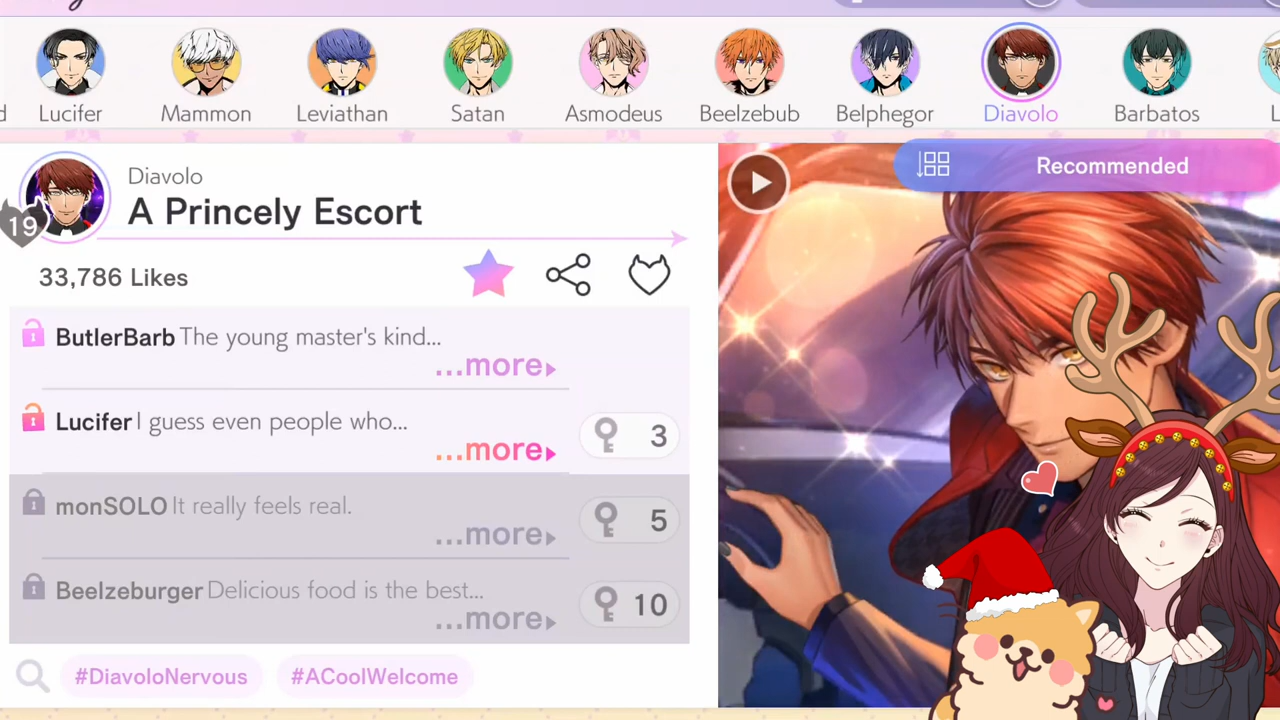 Lucifer
Mammon
Leviathan
Satan
Asmodeus
Beelzebub
Belphegor
Diavolo
Barbatos
Diavolo
A Princely Escort
19
Recommended
33,786 Likes
ButlerBarb The young master's kind...
...more
Lucifer I guess even people who...
...more
3
monSOLO It really feels real.
...more
5
Beelzeburger Delicious food is the best...
...more
10
#DiavoloNervous
#ACoolWelcome